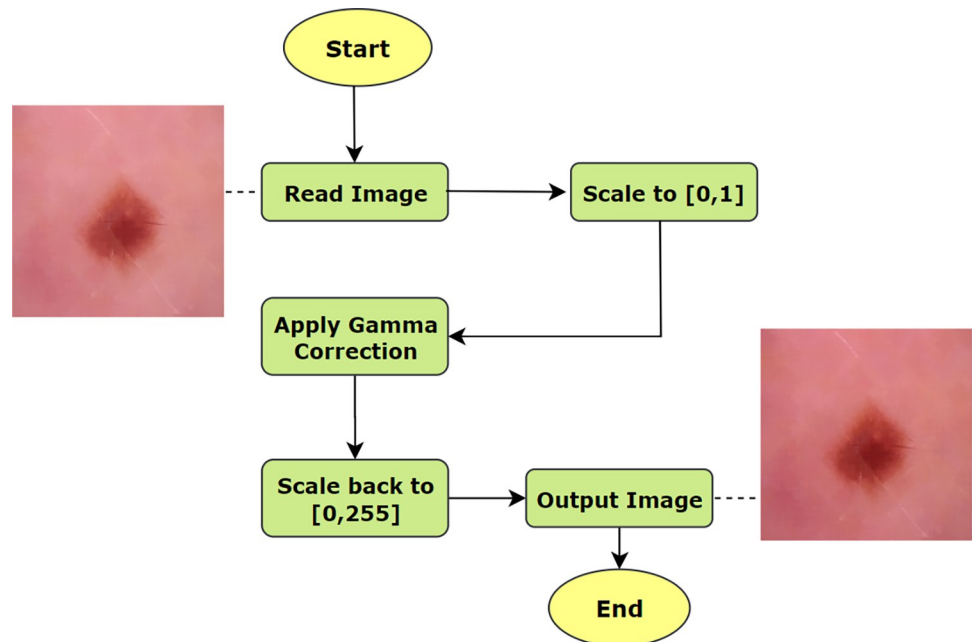 Start
Read Image
Scale to [0,1]
Apply Gamma
Correction
Scale back to
[0,255]
Output Image
End